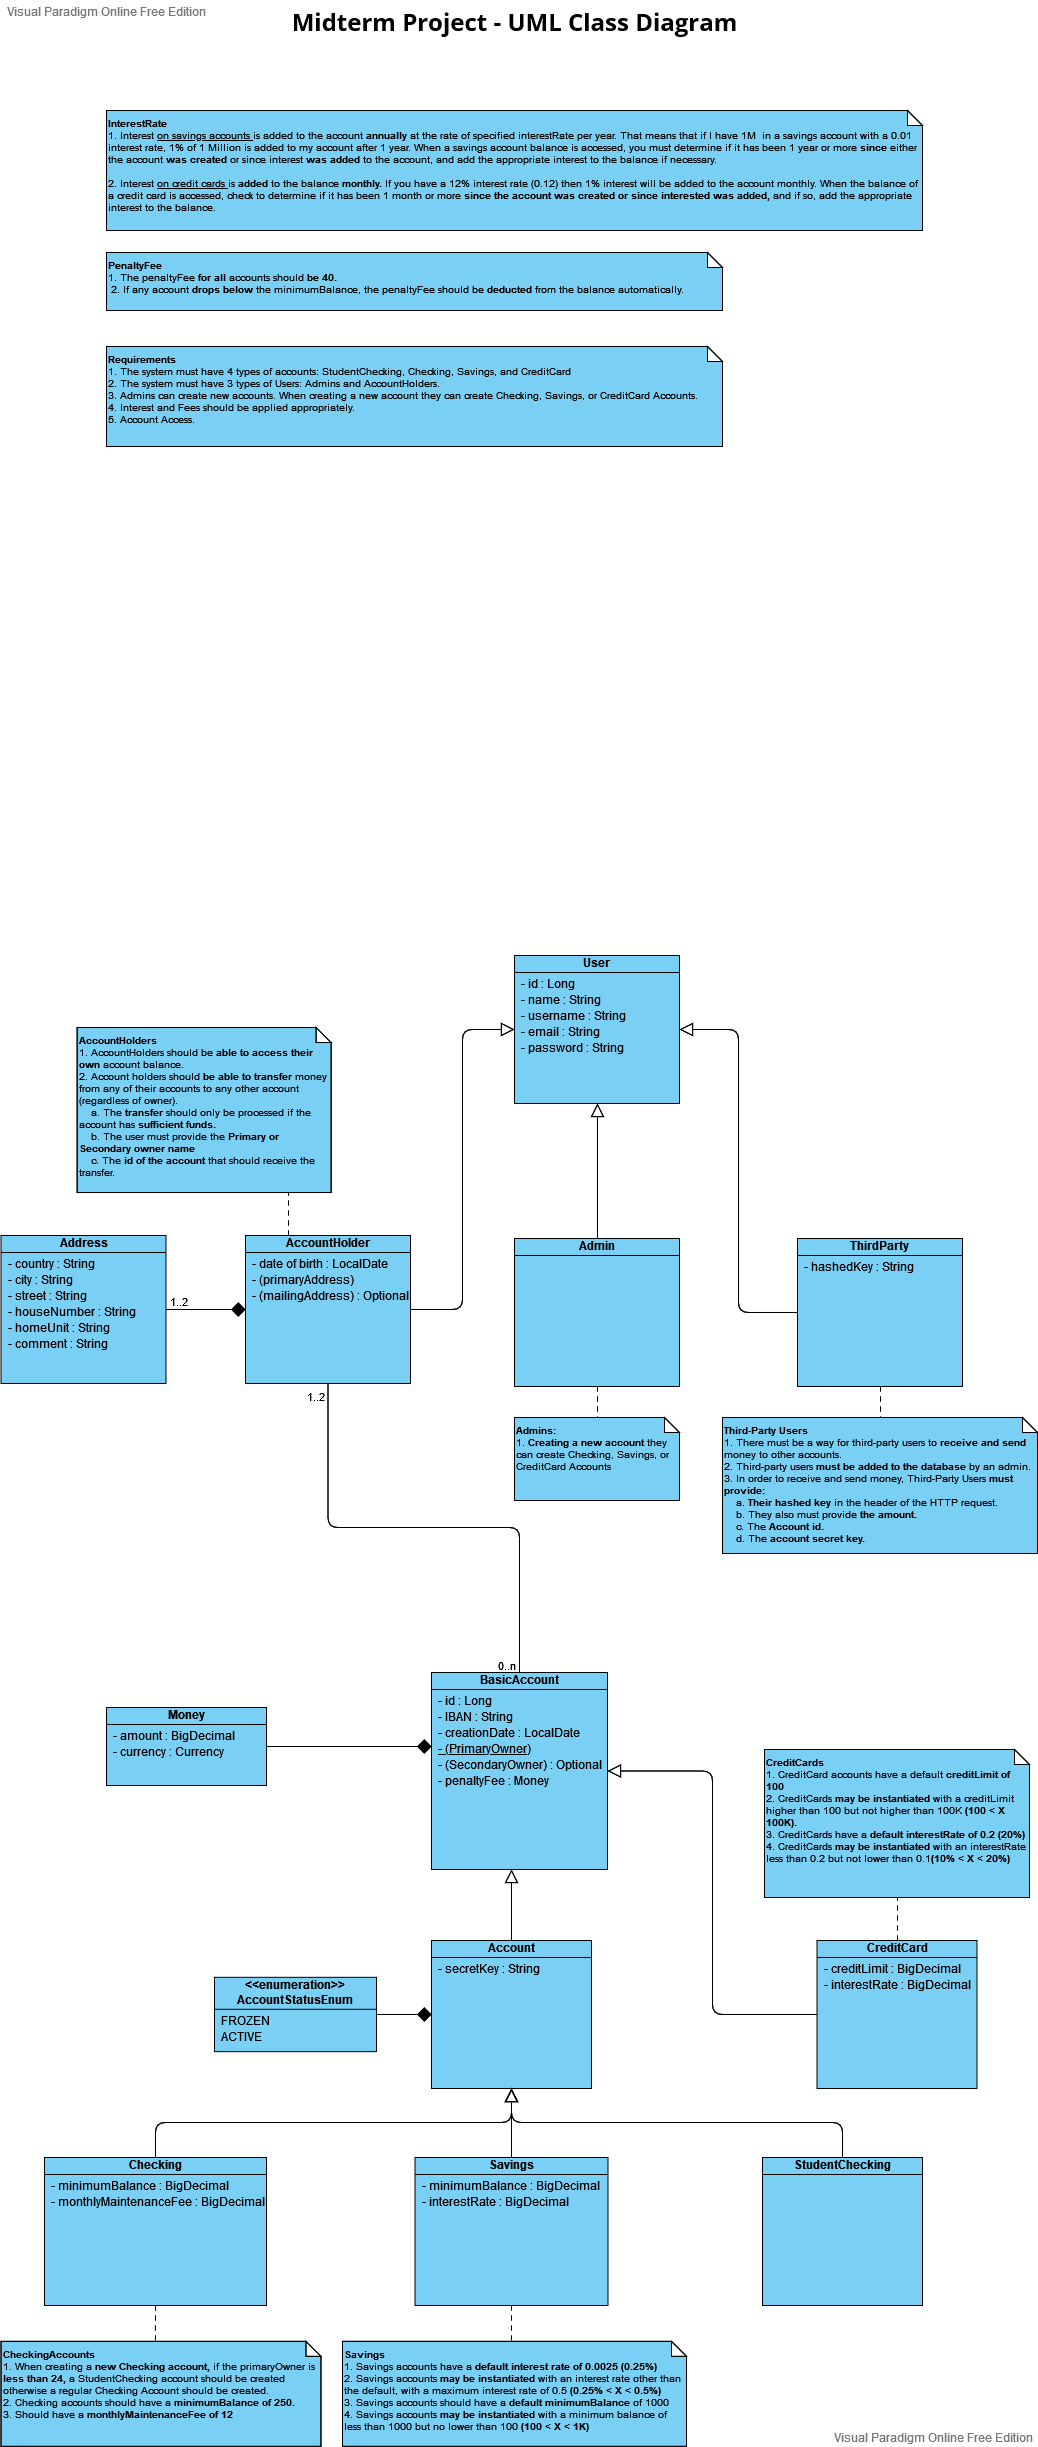 Visual Paradigm Online Free Edition
Midterm Project - UML Class Diagram
InterestRate
1. Interest on savings accounts is added to the account annually at the rate of specified interestRate per year. That means that if I have 1M in a savings account with a 0.01
interest rate, 1% of 1 Million is added to my account after 1 year. When a savings account balance is accessed, you must determine if it has been 1 year or more since either
the account was created or since interest was added to the account, and add the appropriate interest to the balance if necessary.
2. Interest on credit cards is added to the balance monthly. If you have a 12% interest rate (0.12) then 1% interest will be added to the account monthly. When the balance of
a credit card is accessed, check to determine if it has been 1 month or more since the account was created or since interested was added, and if so, add the appropriate
interest to the balance.
PenaltyFee
1. The penaltyFee for all accounts should be 40.
2. If any account drops below the minimumBalance, the penaltyFee should be deducted from the balance automatically.
Requirements
1. The system must have 4 types of accounts: StudentChecking, Checking, Savings, and CreditCard
2. The system must have 3 types of Users: Admins and AccountHolders.
3. Admins can create new accounts. When creating a new account they can create Checking, Savings, or CreditCard Accounts.
4. Interest and Fees should be applied appropriately.
5. Account Access.
User
- id : Long
- name : String
- username : String
- email : String
- password : String
AccountHolders
1. AccountHolders should be able to access their
own account balance.
2. Account holders should be able to transfer money
from any of their accounts to any other account
(regardless of owner).
a. The transfer should only be processed if the
account has sufficient funds.
b. The user must provide the Primary or
Secondary owner name
c. The id of the account that should receive the
transfer.
Address
- country : String
- city : String
- street : String
- houseNumber : String
- homeUnit : String
- comment : String
1..2
AccountHolder
- date of birth : LocalDate
- (primaryAddress)
- (mailingAddress) : Optional
1..2
Admin
ThirdParty
- hashedKey : String
Admins:
1. Creating a new account they
can create Checking, Savings, or
CreditCard Accounts
Third-Party Users
1. There must be a way for third-party users to receive and send
money to other accounts.
2. Third-party users must be added to the database by an admin.
3. In order to receive and send money, Third-Party Users must
provide:
a. Their hashed key in the header of the HTTP request.
b. They also must provide the amount.
c. The Account id.
d. The account secret key.
0..n
BasicAccount
- id : Long
- IBAN : String
- creationDate : LocalDate
- (PrimaryOwner)
- (SecondaryOwner) : Optional
- penaltyFee : Money
Money
- amount : BigDecimal
- currency : Currency
CreditCards
1. CreditCard accounts have a default creditLimit of
100
2. CreditCards may be instantiated with a creditLimit
higher than 100 but not higher than 100K (100 < X
100K).
3. CreditCards have a default interestRate of 0.2 (20%)
4. CreditCards may be instantiated with an interestRate
less than 0.2 but not lower than 0.1(10% < X < 20%)
Account
- secretKey : String
<<enumeration>>
AccountStatusEnum
FROZEN
ACTIVE
CreditCard
- creditLimit : BigDecimal
- interestRate : BigDecimal
Checking
- minimumBalance : BigDecimal
- monthlyMaintenanceFee : BigDecimal
Savings
- minimumBalance : BigDecimal
- interestRate : BigDecimal
StudentChecking
CheckingAccounts
1. When creating a new Checking account, if the primaryOwner is
less than 24, a StudentChecking account should be created
otherwise a regular Checking Account should be created.
2. Checking accounts should have a minimumBalance of 250.
3. Should have a monthlyMaintenanceFee of 12
Savings
1. Savings accounts have a default interest rate of 0.0025 (0.25%)
2. Savings accounts may be instantiated with an interest rate other than
the default, with a maximum interest rate of 0.5 (0.25% < X < 0.5%)
3. Savings accounts should have a default minimumBalance of 1000
4. Savings accounts may be instantiated with a minimum balance of
less than 1000 but no lower than 100 (100 < X < 1K)
Visual Paradigm Online Free Edition